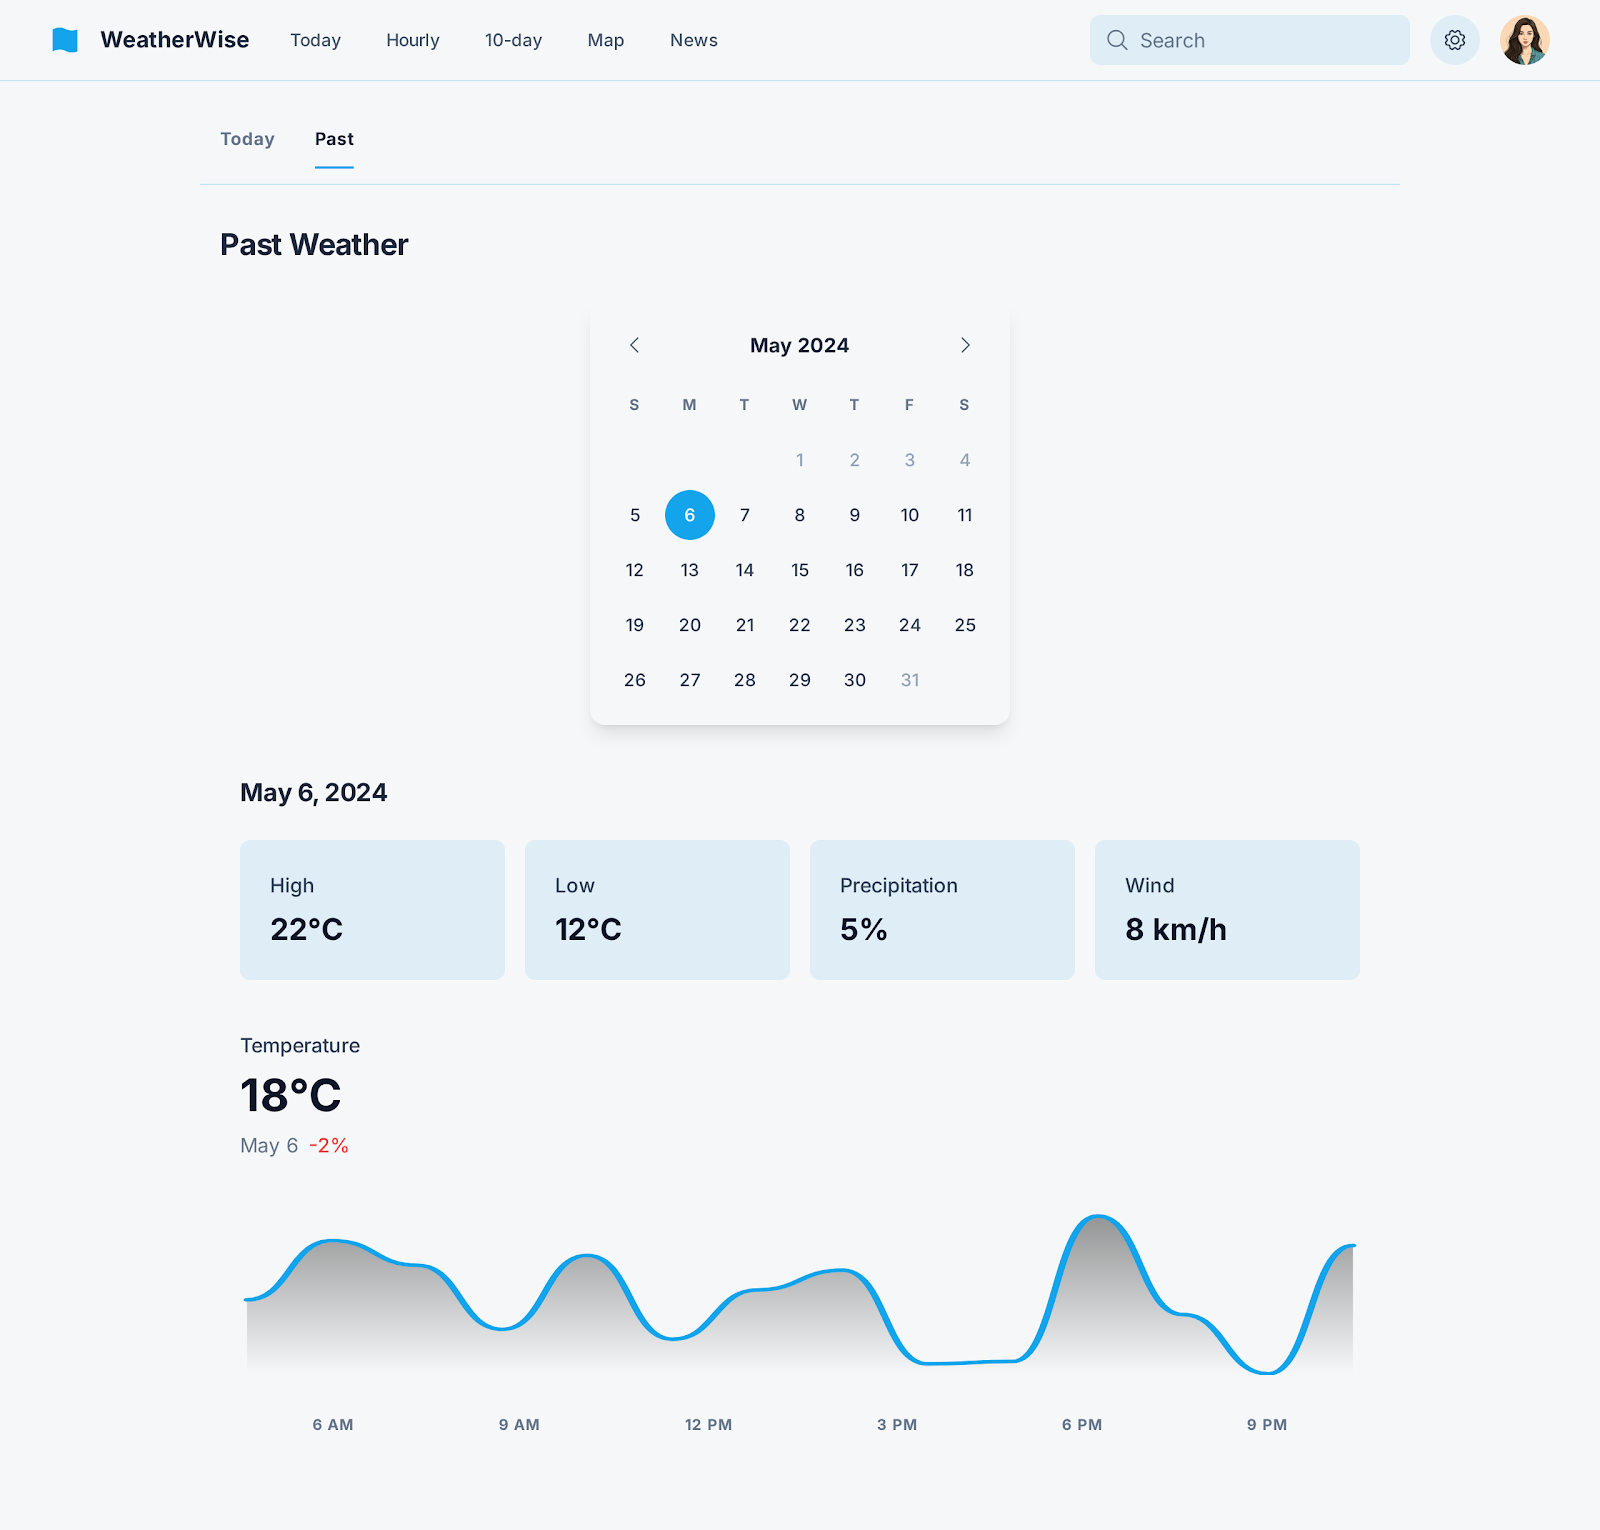 WeatherWise Today Hourly 10-day Map News Search
Today Past
Past Weather
May 2024
S M T W T F S
1 2 3 4
5 6 7 8 9 10 11
12 13 14 15 16 17 18
19 20 21 22 23 24 25
26 27 28 29 30 31
May 6, 2024
High Low Precipitation Wind
22°C 12°C 5% 8 km/h
Temperature
18°C
May 6 -2%
6 AM 9 AM 12 PM 3 PM 6 PM 9 PM